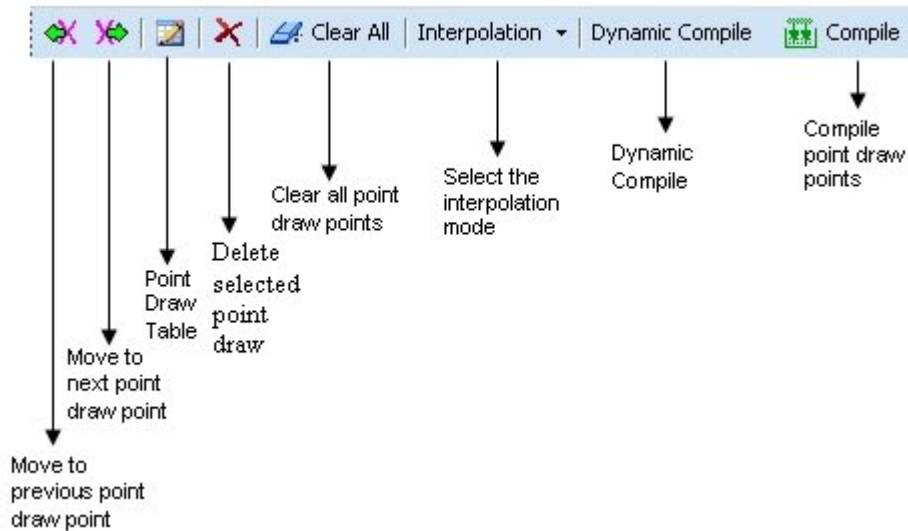 Clear All
Interpolation
Dynamic Compile
Compile
Move to
previous point
draw point
Move to
next point
draw point
Point
Draw
Table
Delete
selected
point
draw
Clear all point
draw points
Select the
interpolation
mode
Dynamic
Compile
Compile
point draw
points